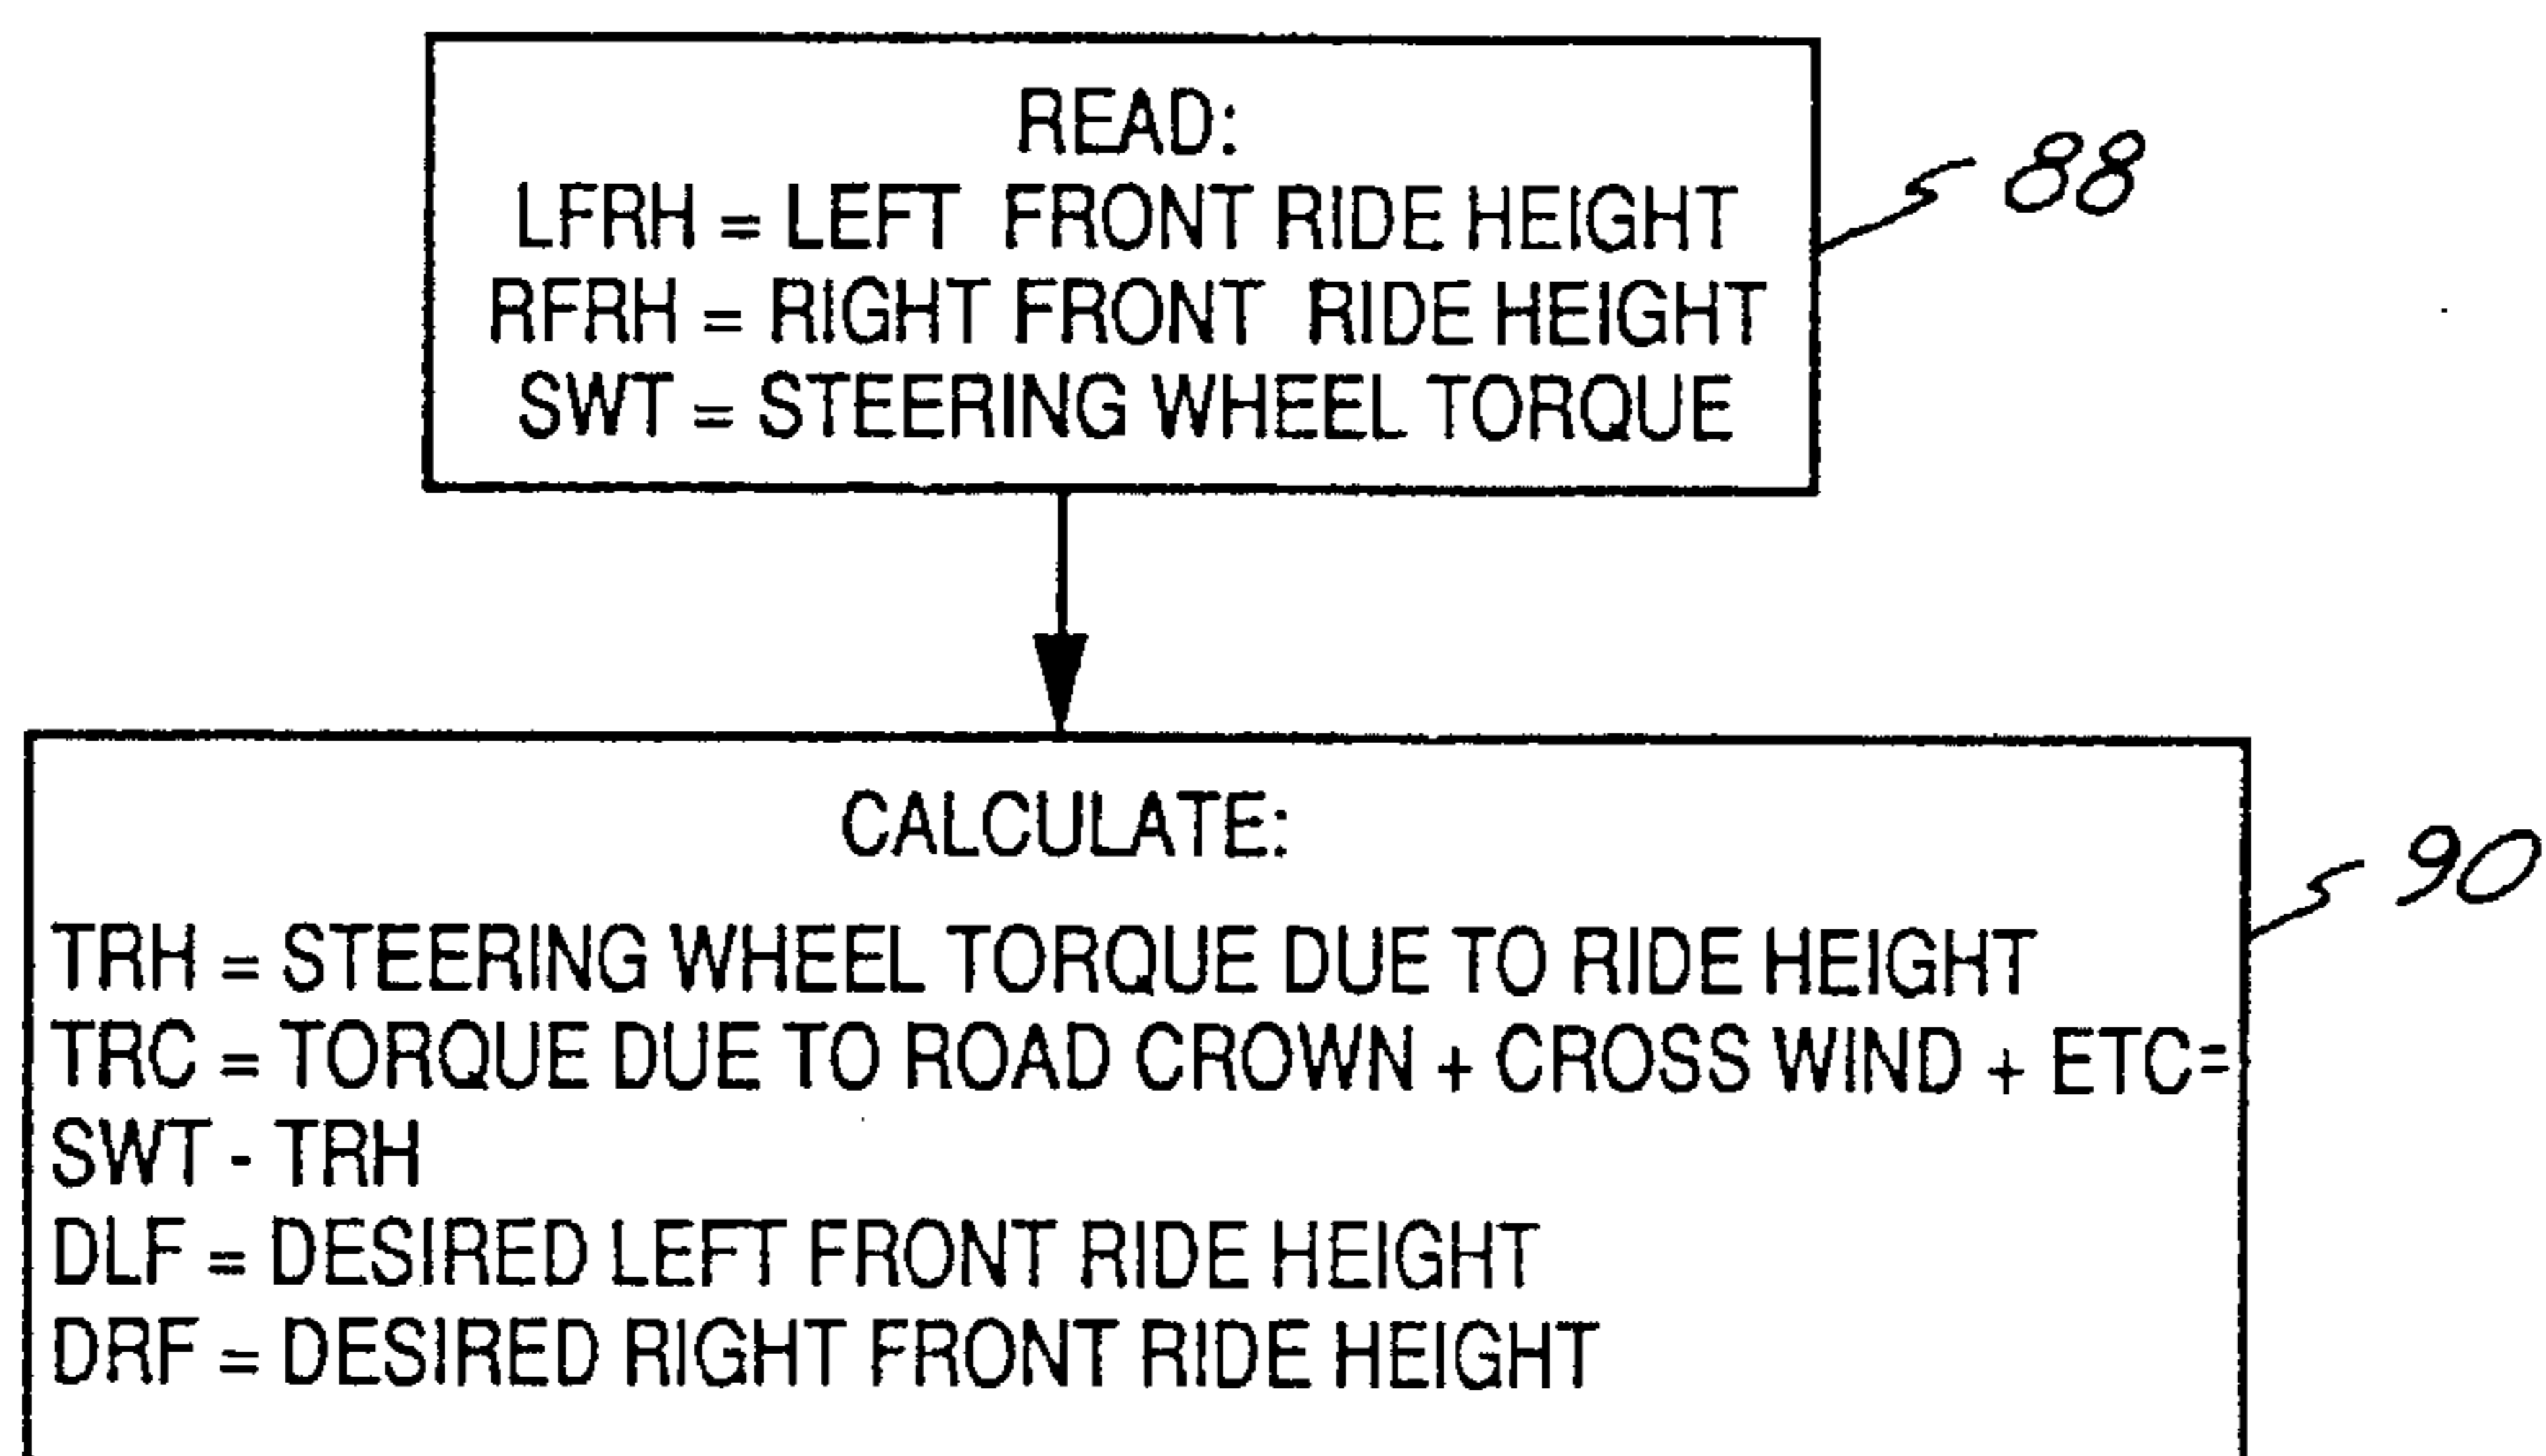 READ:
LFRH = LEFT FRONT RIDE HEIGHT
88
RFRH = RIGHT FRONT RIDE HEIGHT
SWT = STEERING WHEEL TORQUE
CALCULATE:
90
TRH = STEERING WHEEL TORQUE DUE TO RIDE HEIGHT
TRC = TORQUE DUE TO ROAD CROWN + CROSS WIND + ETC=
SWT - TRH
DLF = DESIRED LEFT FRONT RIDE HEIGHT
DRF = DESIRED RIGHT FRONT RIDE HEIGHT